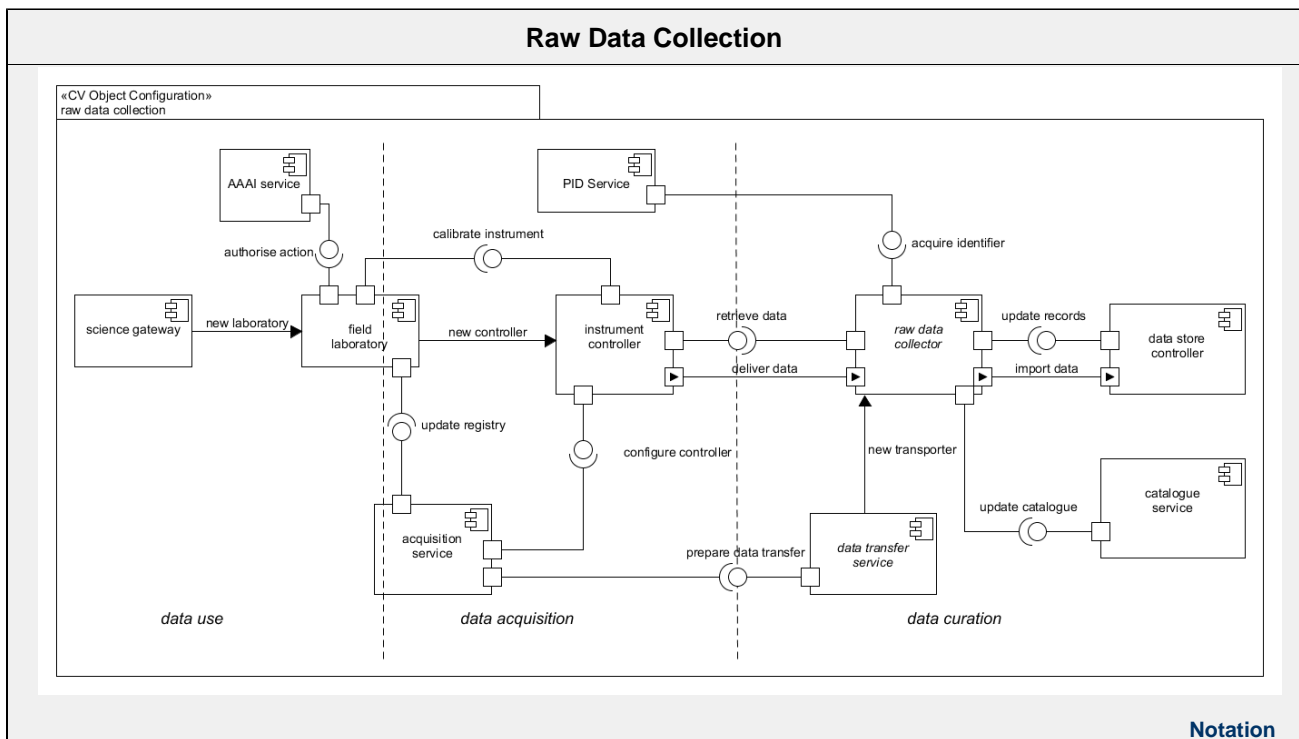 Raw Data Collection
«CV Object Configuration»
raw data collection
AAAI service
PID Service
authorise action
calibrate instrument
acquire identifier
science gateway
new laboratory
field
laboratory
new controller
instrument
controller
retrieve data
deliver data
raw data
collector
update records
import data
data store
controller
update registry
configure controller
new transporter
acquisition
service
prepare data transfer
data transfer
service
update catalogue
catalogue
service
data use
data acquisition
data curation
Notation